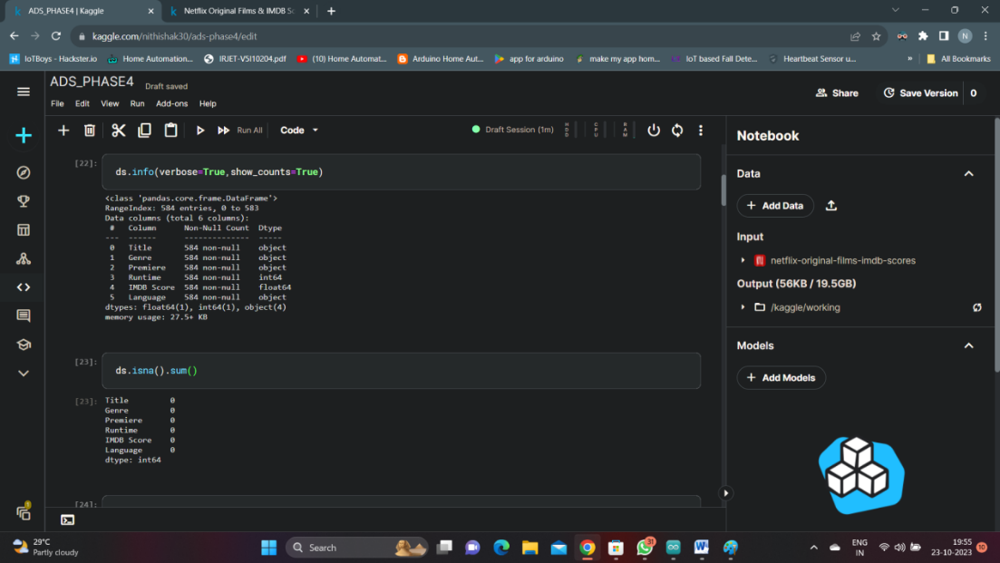 ADS_PHASE4 | Kaggle
Netflix Original Films & IMDB Sc
kaggle.com/nithishak30/ads-phase4/edit
N
IoTBoys - Hackster.io
Home Automation...
IRJET-V5I10204.pdf
(10) Home Automat...
Arduino Home Aut...
app for arduino
make my app hom...
IoT based Fall Dete...
Heartbeat Sensor u...
»
All Bookmarks
ADS_PHASE4
Draft saved
File Edit View Run Add-ons Help
Share
Save Version 0
Run All
Code
Draft Session (1m)
HDD
CPU
RAM
[22]:
ds.info(verbose=True,show_counts=True)
<class 'pandas.core.frame.DataFrame'>
RangeIndex: 584 entries, 0 to 583
Data columns (total 6 columns):
# Column Non-Null Count Dtype
--- ------ -------------- -----
0 Title 584 non-null object
1 Genre 584 non-null object
2 Premiere 584 non-null object
3 Runtime 584 non-null int64
4 IMDB Score 584 non-null float64
5 Language 584 non-null object
dtypes: float64(1), int64(1), object(4)
memory usage: 27.5+ KB
[23]:
ds.isna().sum()
[23]:
Title 0
Genre 0
Premiere 0
Runtime 0
IMDB Score 0
Language 0
dtype: int64
[24]:
Notebook
Data
+ Add Data
Input
netflix-original-films-imdb-scores
Output (56KB / 19.5GB)
/kaggle/working
Models
+ Add Models
1
29°C
Partly cloudy
Search
31
ENG
IN
19:55
23-10-2023
10